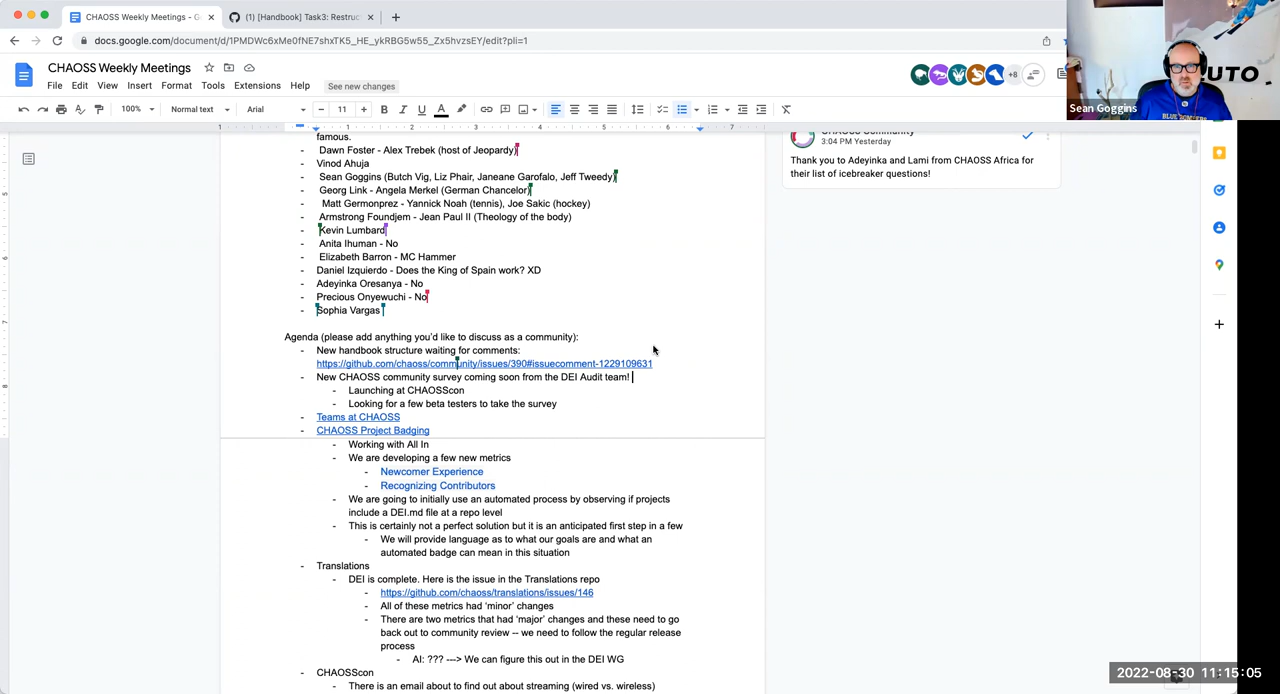 CHAOSS Weekly Meetings - G
(1) [Handbook] Task3: Restruc
docs.google.com/document/d/1PMDWc6xMe0fNE7shxTK5_HE_ykRBG5w55_Zx5hvzsEY/edit?pli=1
CHAOSS Weekly Meetings
File Edit View Insert Format Tools Extensions Help See new changes
+8
100% Normal text Arial 11
1 1 2 3 4 5 6 7
famous.
- Dawn Foster - Alex Trebek (host of Jeopardy)
- Vinod Ahuja
- Sean Goggins (Butch Vig, Liz Phair, Janeane Garofalo, Jeff Tweedy)
- Georg Link - Angela Merkel (German Chancelor)
- Matt Germonprez - Yannick Noah (tennis), Joe Sakic (hockey)
- Armstrong Foundjem - Jean Paul II (Theology of the body)
- Kevin Lumbard
- Anita Ihuman - No
- Elizabeth Barron - MC Hammer
- Daniel Izquierdo - Does the King of Spain work? XD
- Adeyinka Oresanya - No
- Precious Onyewuchi - No
- Sophia Vargas
Agenda (please add anything you'd like to discuss as a community):
- New handbook structure waiting for comments:
https://github.com/chaoss/community/issues/390#issuecomment-1229109631
- New CHAOSS community survey coming soon from the DEI Audit team!
- Launching at CHAOSScon
- Looking for a few beta testers to take the survey
- Teams at CHAOSS
- CHAOSS Project Badging
- Working with All In
- We are developing a few new metrics
- Newcomer Experience
- Recognizing Contributors
- We are going to initially use an automated process by observing if projects
include a DEI.md file at a repo level
- This is certainly not a perfect solution but it is an anticipated first step in a few
- We will provide language as to what our goals are and what an
automated badge can mean in this situation
- Translations
- DEI is complete. Here is the issue in the Translations repo
- https://github.com/chaoss/translations/issues/146
- All of these metrics had 'minor' changes
- There are two metrics that had 'major' changes and these need to go
back out to community review -- we need to follow the regular release
process
- AI: ??? ---> We can figure this out in the DEI WG
- CHAOSScon
- There is an email about to find out about streaming (wired vs. wireless)
5
6
7
8
CHAOSS Community
3:04 PM Yesterday
Thank you to Adeyinka and Lami from CHAOSS Africa for
their list of icebreaker questions!
UTO
Sean Goggins
2022-08-30 11:15:05